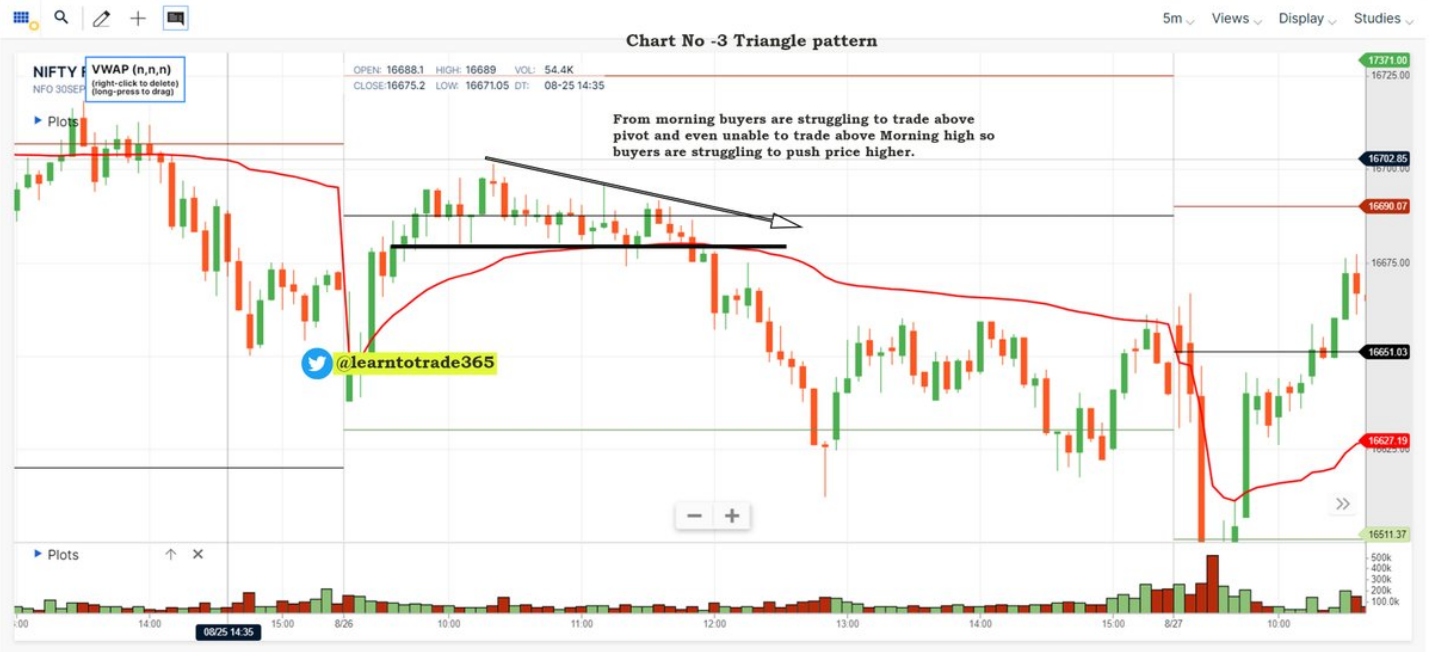 5m Views Display Studies
Chart No -3 Triangle pattern
NIFTY
VWAP (n,n,n)
(right-click to delete)
(long-press to drag)
NFO 30SEP
OPEN: 16688.1 HIGH: 16689 VOL: 54.4K
CLOSE:16675.2 LOW: 16671.05 DT: 08-25 14:35
Plots
From morning buyers are struggling to trade above
pivot and even unable to trade above Morning high so
buyers are struggling to push price higher.
@learntotrade365
17371.00
16725.00
16702.85
16700.00
16690.07
16675.00
16651.03
16627.19
16625.00
16511.37
Plots
500k
400k
300k
200k
100.0k
:00 14:00 15:00 8/26 10:00 11:00 12:00 13:00 14:00 15:00 8/27 10:00
08/25 14:35